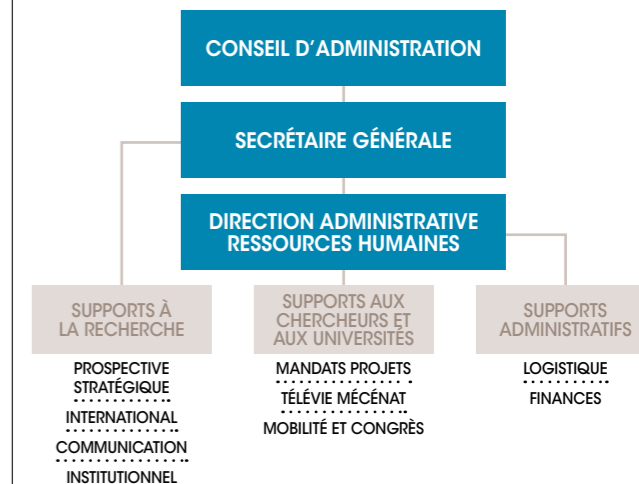 CONSEIL D'ADMINISTRATION
SECRÉTAIRE GÉNÉRALE
DIRECTION ADMINISTRATIVE
RESSOURCES HUMAINES
SUPPORTS À
LA RECHERCHE
PROSPECTIVE
STRATÉGIQUE
INTERNATIONAL
COMMUNICATION
INSTITUTIONNEL
SUPPORTS AUX
CHERCHEURS ET
AUX UNIVERSITÉS
MANDATS PROJETS
TÉLÉVIE MÉCÉNAT
MOBILITÉ ET CONGRÈS
SUPPORTS
ADMINISTRATIFS
LOGISTIQUE
FINANCES